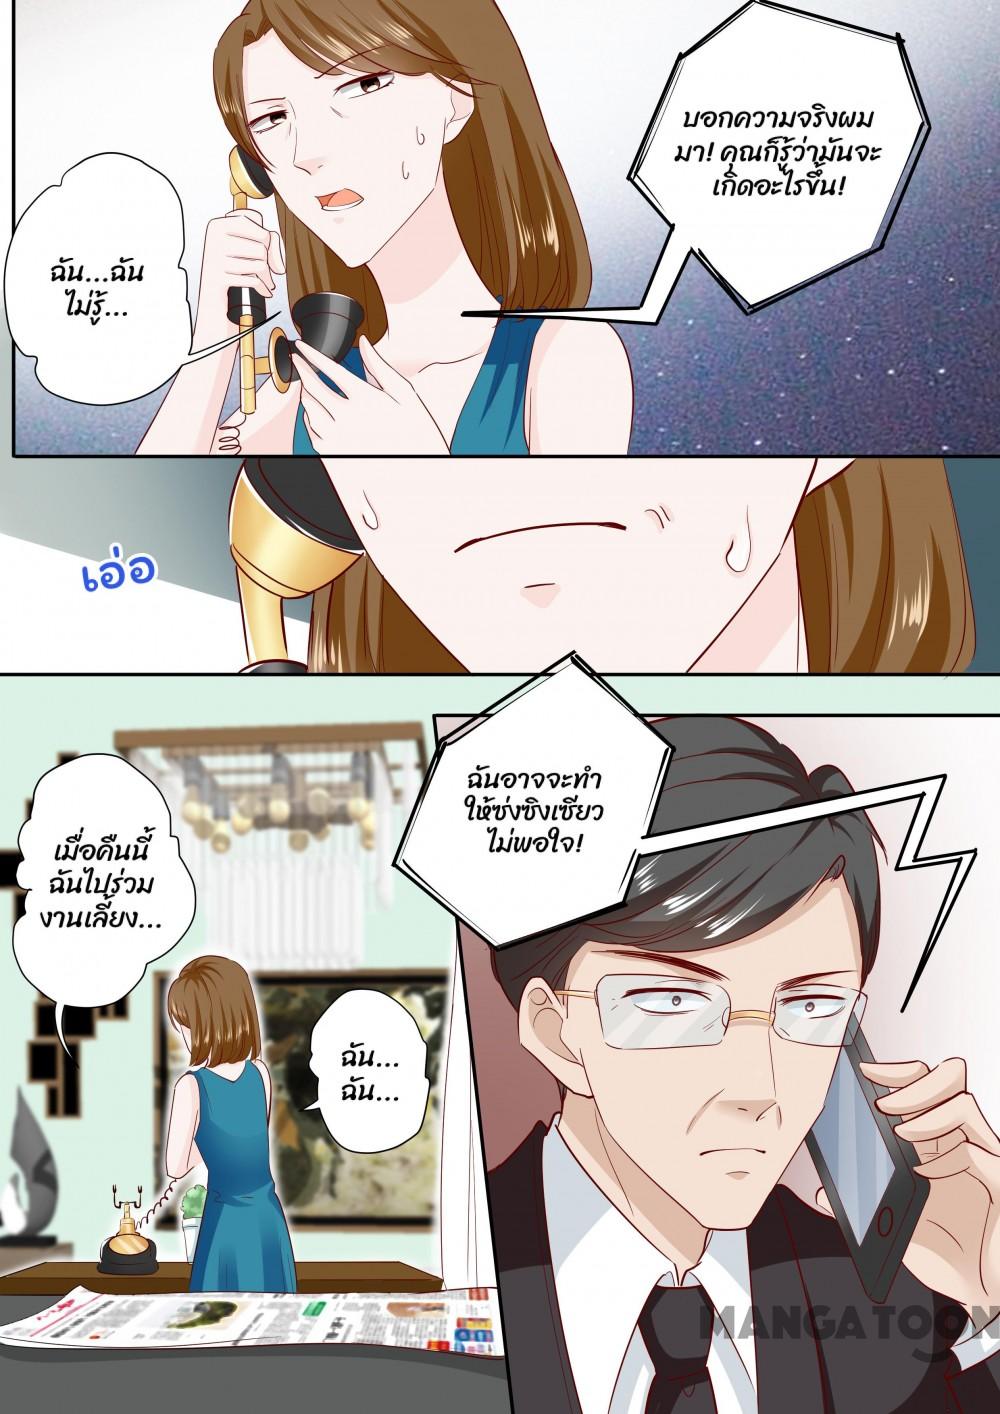 บอกความจริงผม
มา! คุณก็รู้ว่ามันจะ
เกิดอะไรขึ้น!
ฉัน...ฉัน
ไม่รู้...
เอ่อ
ฉันอาจจะทำ
ให้ซ่งซิงเซียว
ไม่พอใจ!
เมื่อคืนนี้
ฉันไปร่วม
งานเลี้ยง...
ฉัน...
ฉัน...
MANGATOON